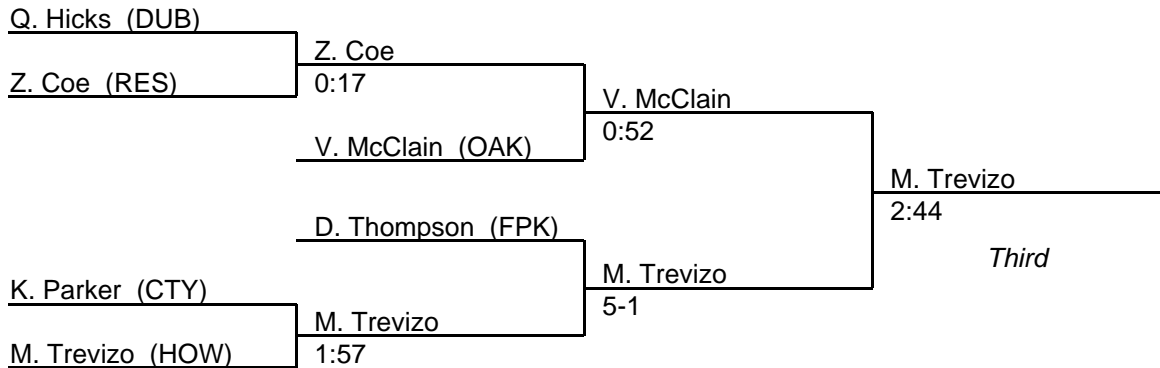 Q. Hicks (DUB)
Z. Coe
Z. Coe (RES)
0:17
V. McClain
0:52
V. McClain (OAK)
M. Trevizo
2:44
D. Thompson (FPK)
Third
M. Trevizo
K. Parker (CTY)
5-1
M. Trevizo
M. Trevizo (HOW)
1:57